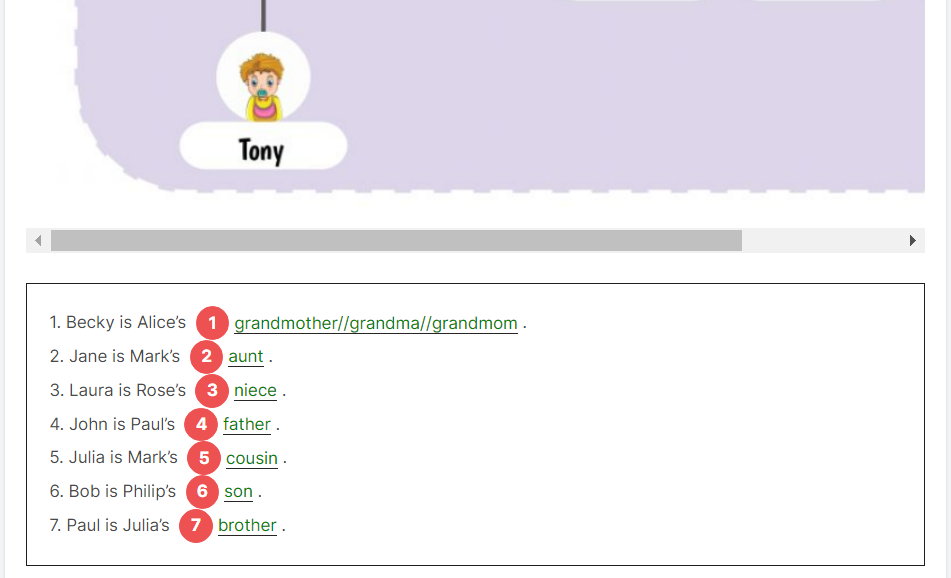 Tony
1. Becky is Alice’s 1 grandmother//grandma//grandmom .
2. Jane is Mark’s 2 aunt .
3. Laura is Rose’s 3 niece .
4. John is Paul’s 4 father .
5. Julia is Mark’s 5 cousin .
6. Bob is Philip’s 6 son .
7. Paul is Julia’s 7 brother .